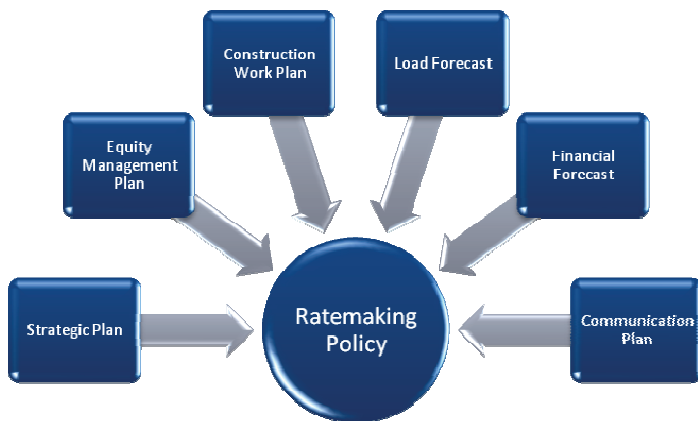 Construction
Work Plan
Load Forecast
Equity
Management
Plan
Financial
Forecast
Strategic Plan
Ratemaking
Policy
Communication
Plan